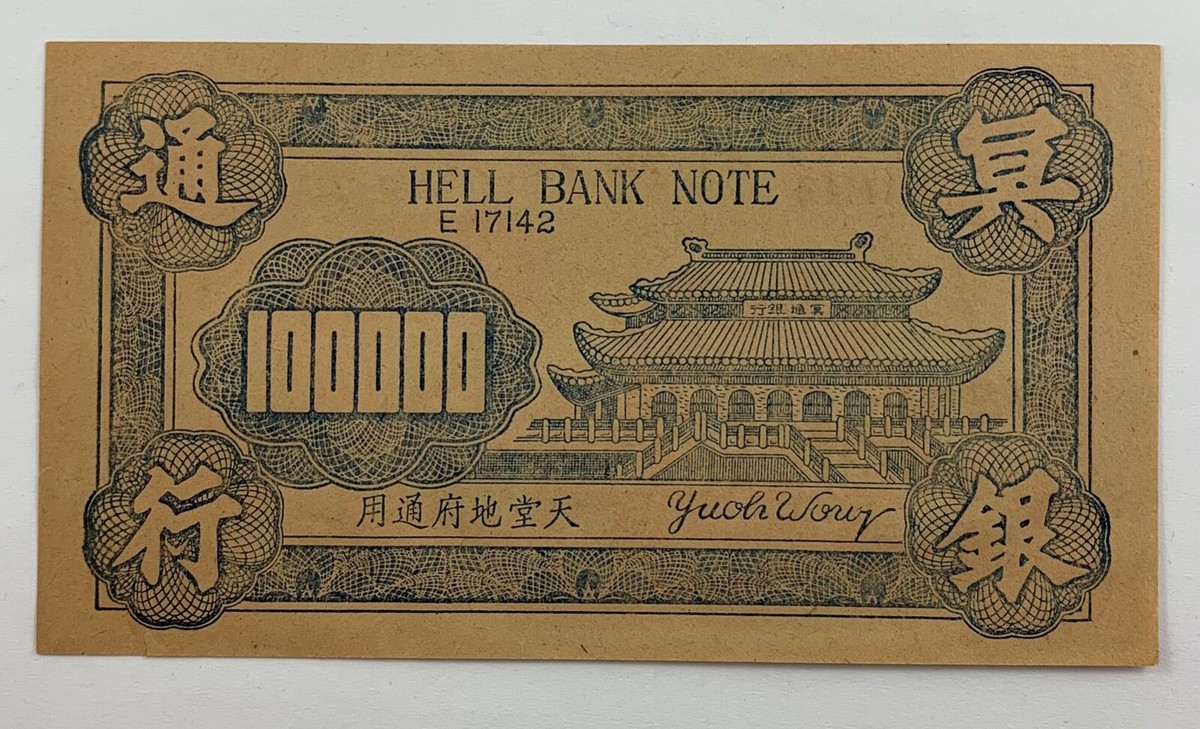 通
冥
HELL BANK NOTE
E 17142
行銀通冥
100000
用通府地堂天
Yuoh Wong
行
銀